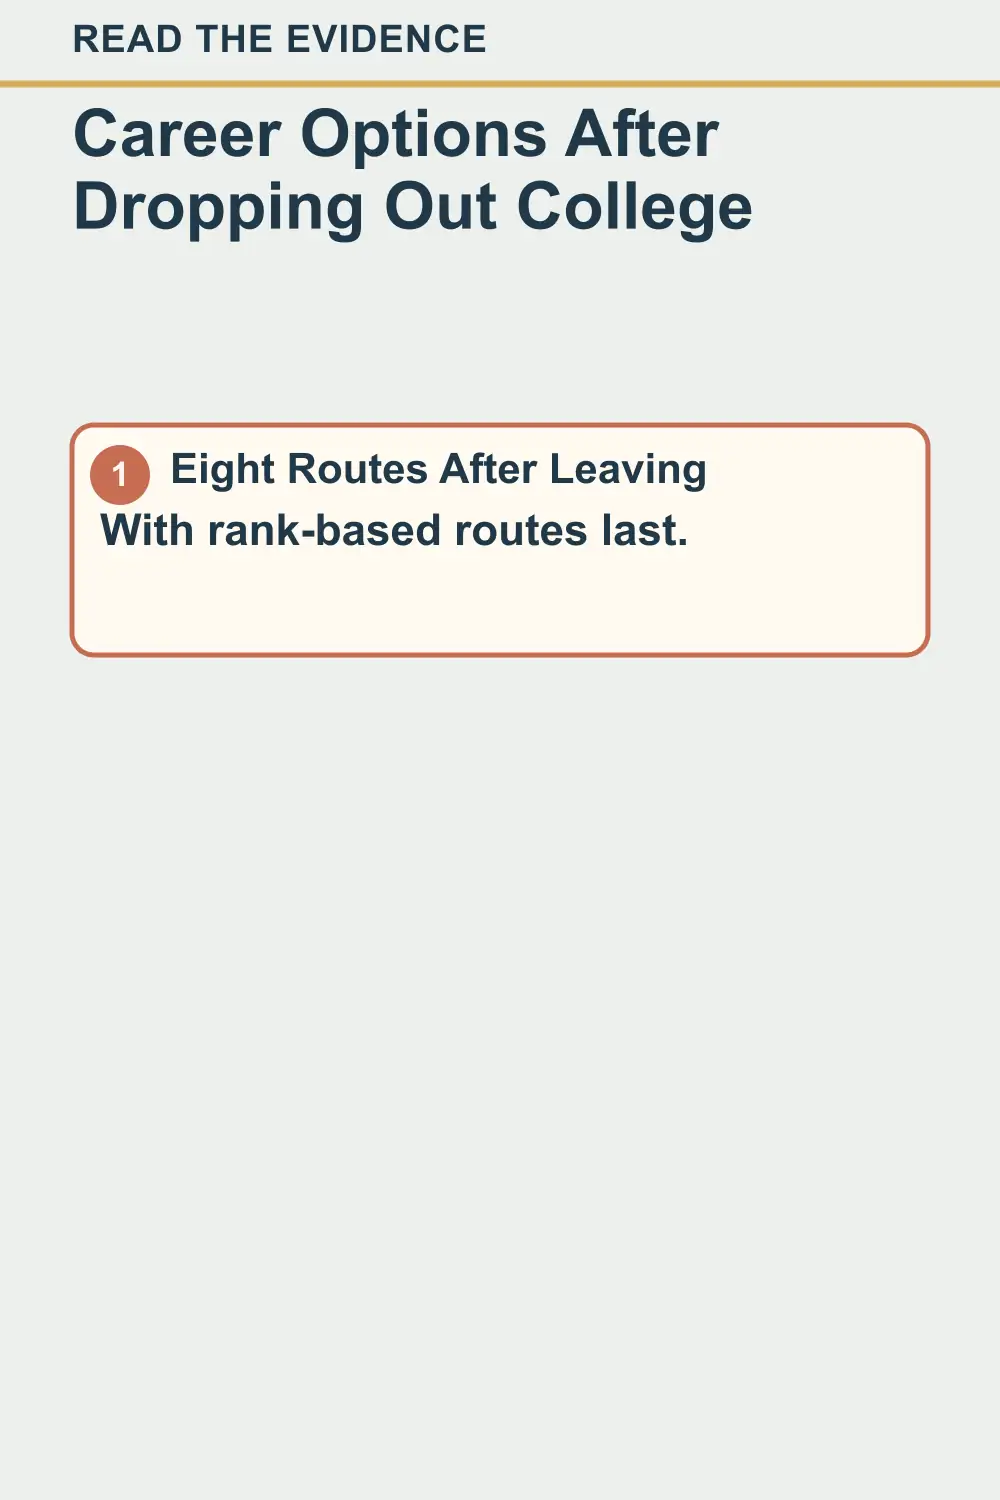 READ THE EVIDENCE
Career Options After
Dropping Out College
1 Eight Routes After Leaving
With rank-based routes last.